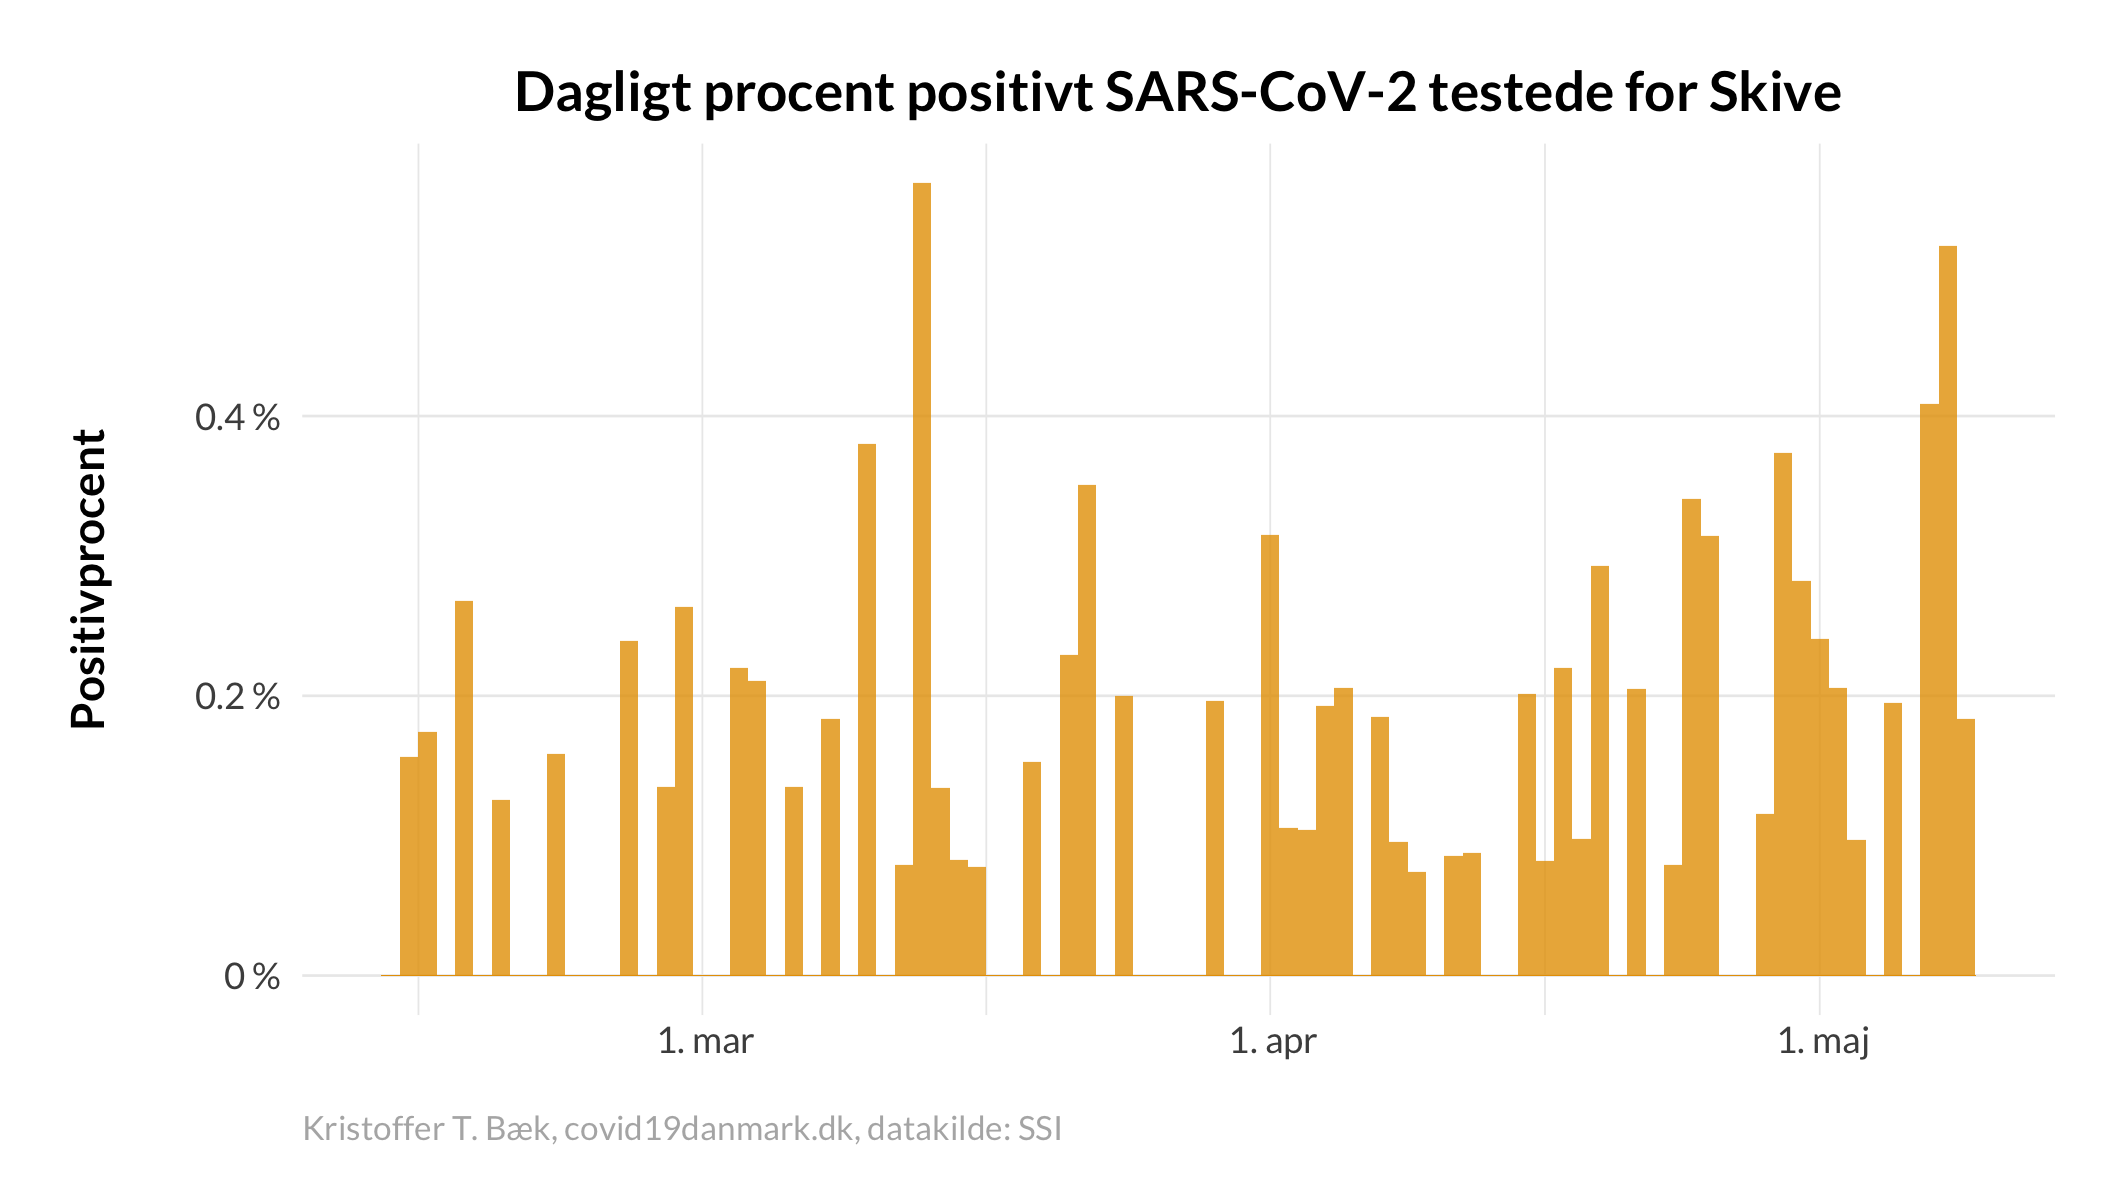 Dagligt procent positivt SARS-CoV-2 testede for Skive
Positivprocent
0.4 %
0.2 %
0 %
1. mar
1. apr
1. maj
Kristoffer T. Bæk, covid19danmark.dk, datakilde: SSI